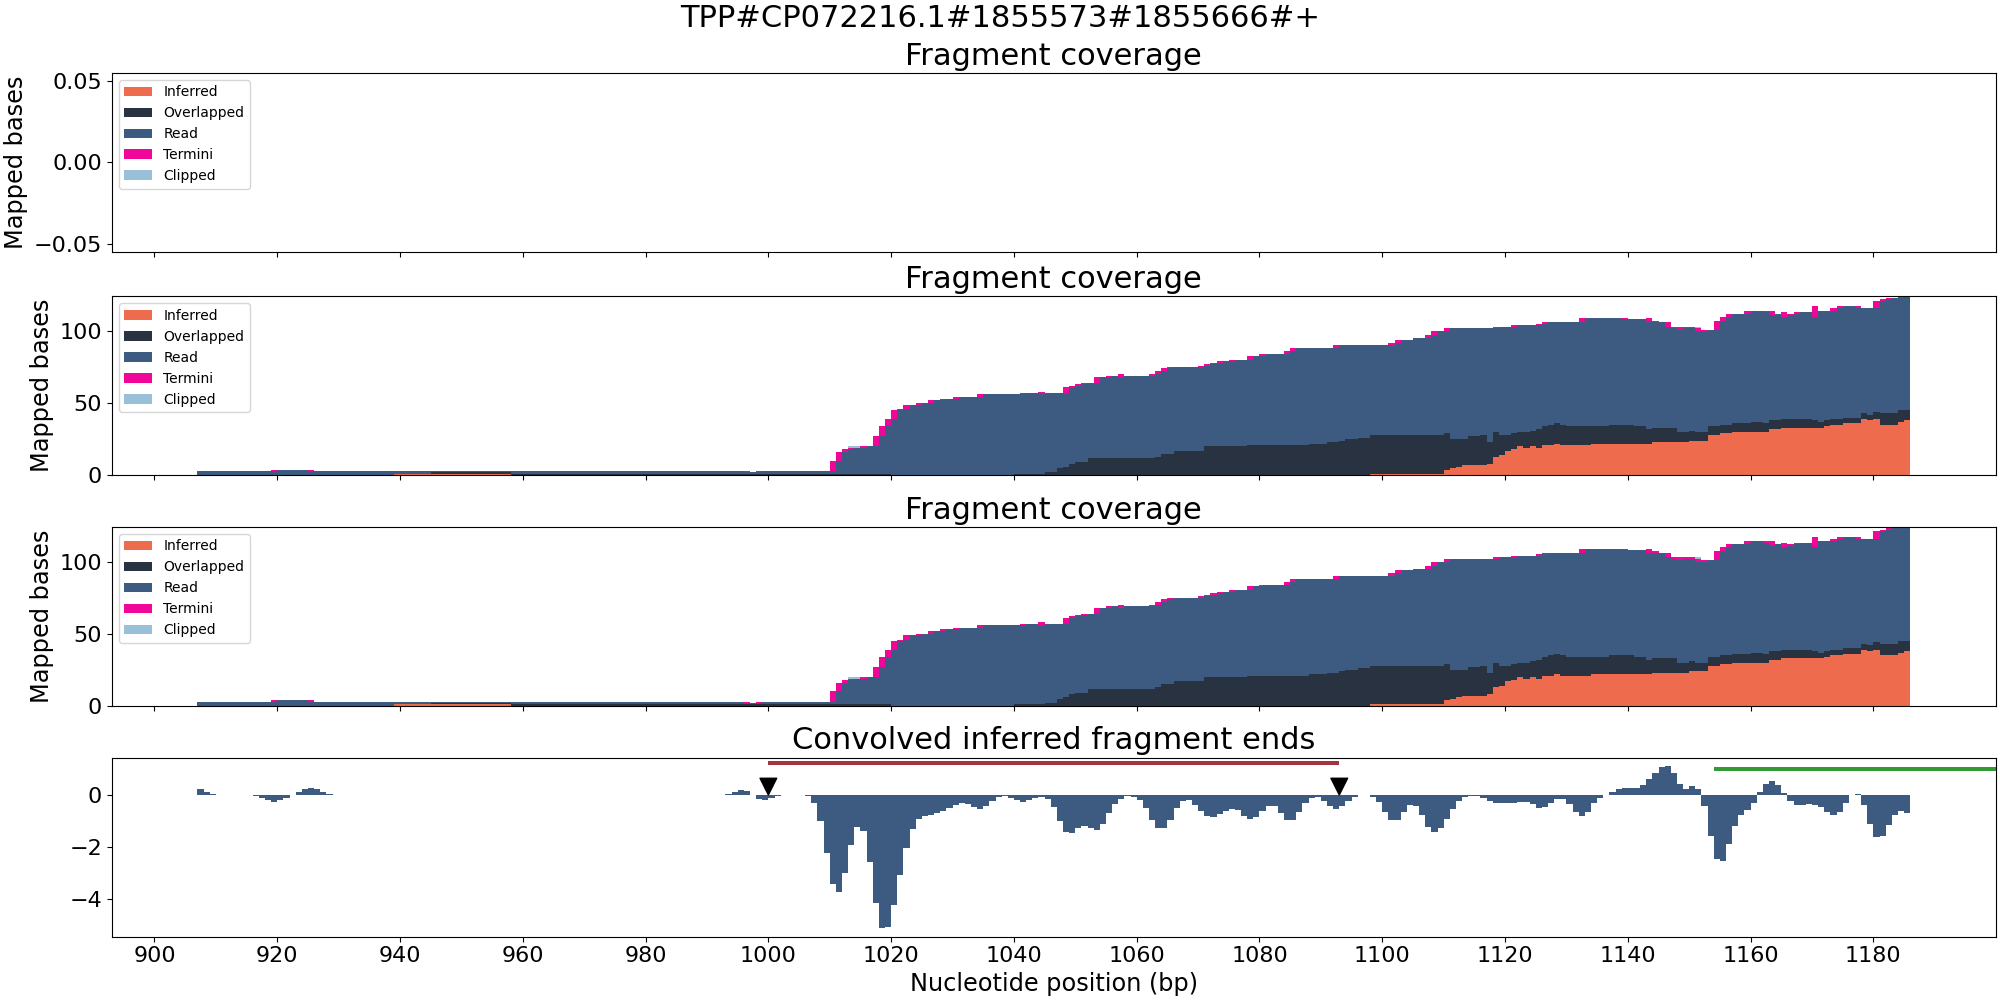 TPP#CP072216.1#1855573#1855666#+
Fragment coverage
Mapped bases
0.05
0.00
−0.05
Inferred
Overlapped
Read
Termini
Clipped
Fragment coverage
Mapped bases
100
50
0
Inferred
Overlapped
Read
Termini
Clipped
Fragment coverage
Mapped bases
100
50
0
Inferred
Overlapped
Read
Termini
Clipped
Convolved inferred fragment ends
0
−2
−4
900 920 940 960 980 1000 1020 1040 1060 1080 1100 1120 1140 1160 1180
Nucleotide position (bp)